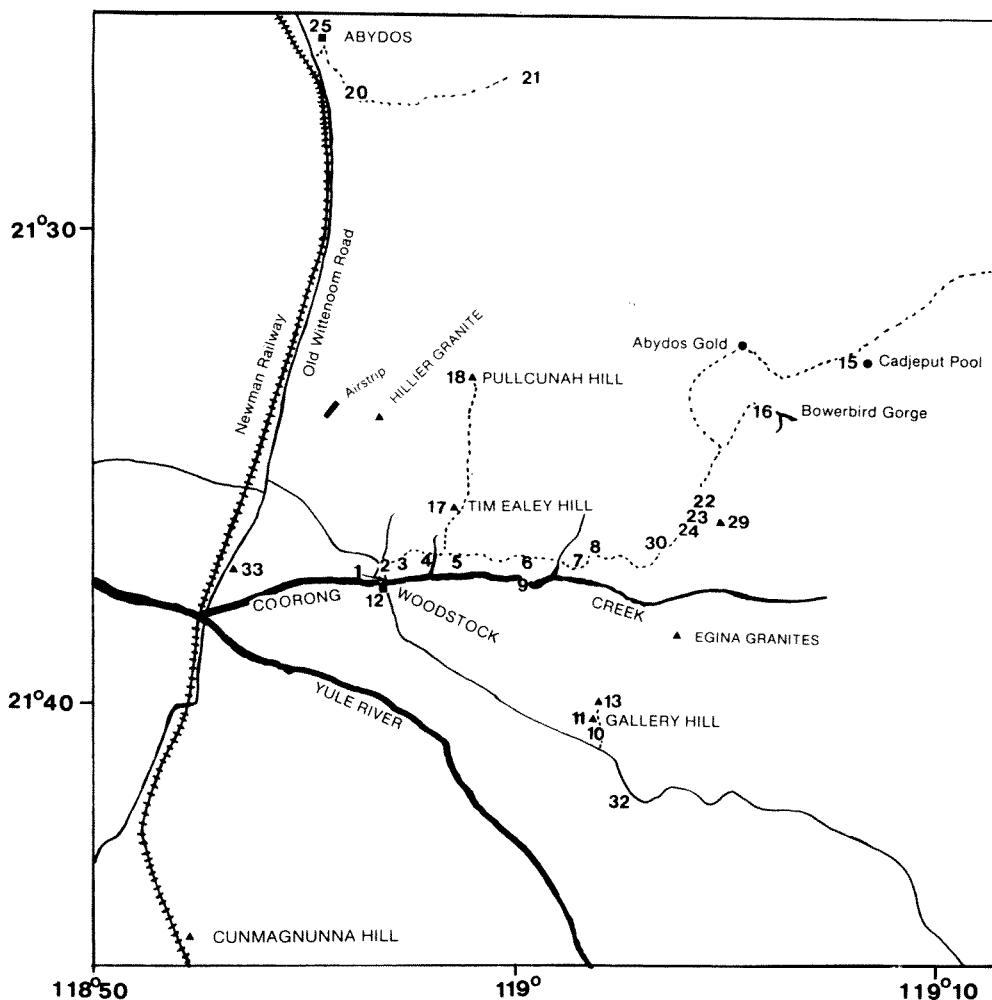 25
ABYDOS
20
21
21°30
Newman Railway
Old Wittenoom Road
Airstrip
HILLIER GRANITE
18 PULLCUNAH HILL
Abydos Gold
15 Cadjeput Pool
16 Bowerbird Gorge
17 TIM EALEY HILL
22
23
24
29
30
33
1
2
3
4
5
6
7
8
9
12
COORONG
WOODSTOCK
CREEK
EGINA GRANITES
21°40
YULE RIVER
13
11 GALLERY HILL
10
32
CUNMAGNUNNA HILL
118°50
119°
119°10